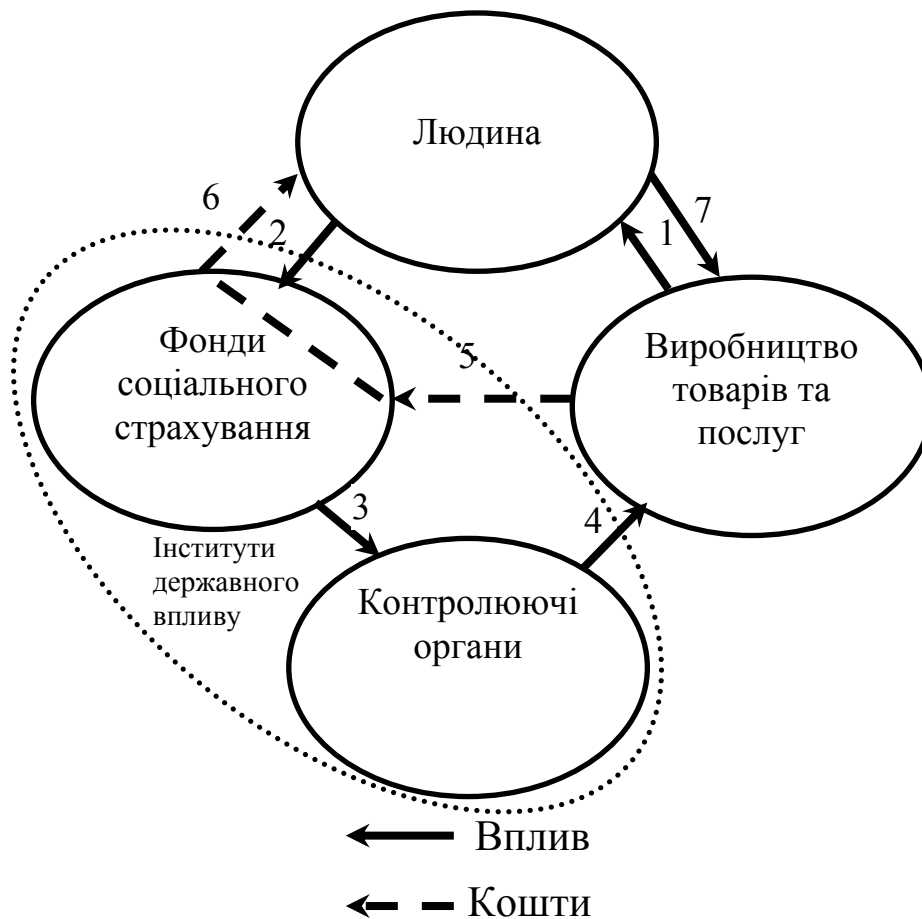 Людина
6
2
1
7
Фонди
соціального
страхування
5
Виробництво
товарів та
послуг
3
4
Інститути
державного
впливу
Контролюючі
органи
Вплив
Кошти